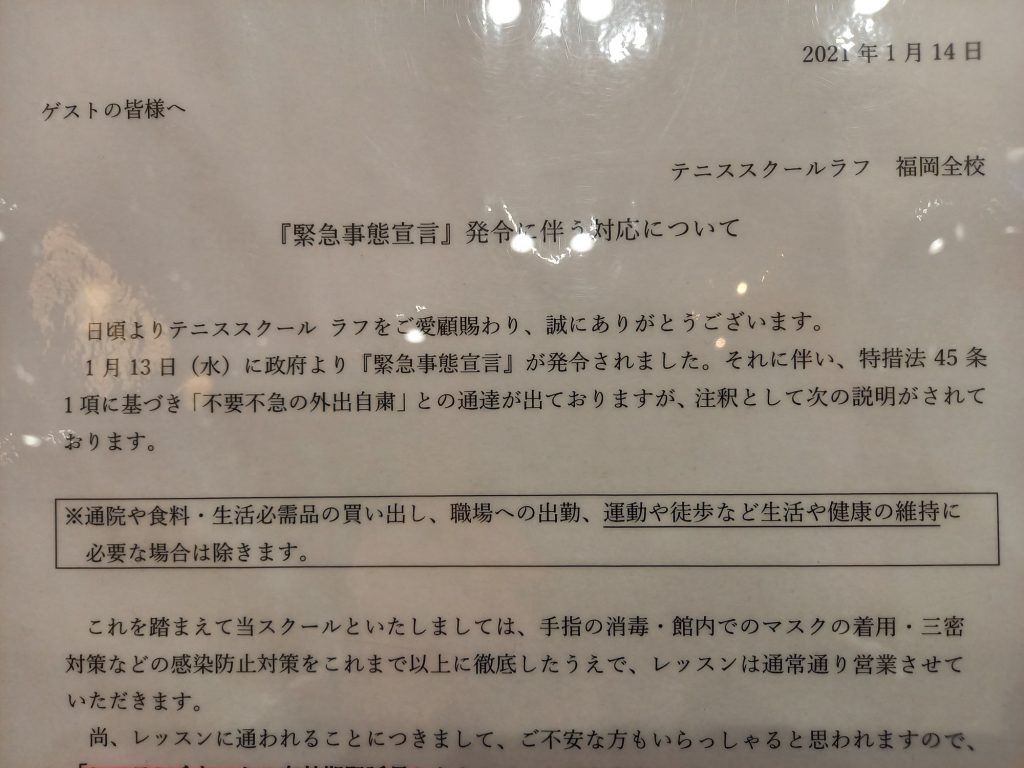 2021年1月14日
ゲストの皆様へ
テニススクールラフ　福岡全校
『緊急事態宣言』発令に伴う対応について
日頃よりテニススクール ラフをご愛顧賜わり、誠にありがとうございます。
1月13日（水）に政府より『緊急事態宣言』が発令されました。それに伴い、特措法45条
1項に基づき「不要不急の外出自粛」との通達が出ておりますが、注釈として次の説明がされて
おります。
※通院や食料・生活必需品の買い出し、職場への出勤、運動や徒歩など生活や健康の維持に
必要な場合は除きます。
これを踏まえて当スクールといたしましては、手指の消毒・館内でのマスクの着用・三密
対策などの感染防止対策をこれまで以上に徹底したうえで、レッスンは通常通り営業させて
いただきます。
尚、レッスンに通われることにつきまして、ご不安な方もいらっしゃると思われますので、